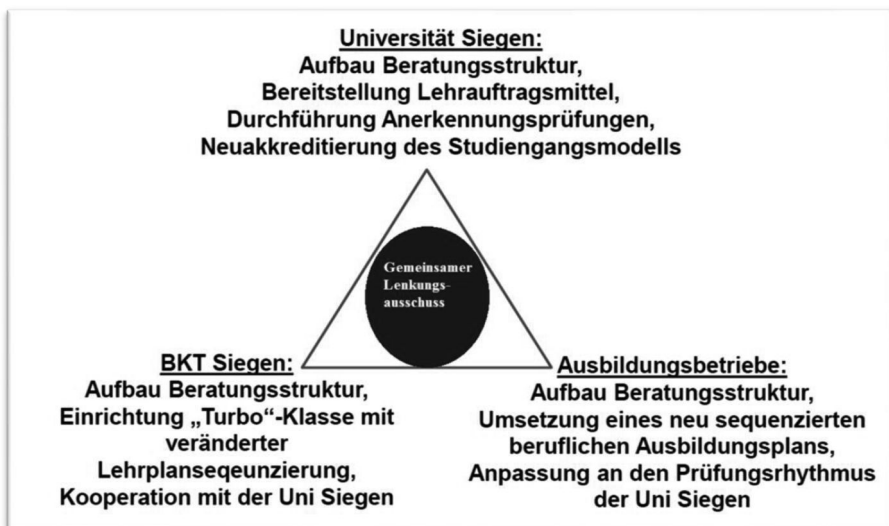 Universität Siegen:
Aufbau Beratungsstruktur,
Bereitstellung Lehrauftragsmittel,
Durchführung Anerkennungsprüfungen,
Neuakkreditierung des Studiengangsmodells
Gemeinsamer
Lenkungs-
ausschuss
BKT Siegen:
Aufbau Beratungsstruktur,
Einrichtung „Turbo“-Klasse mit
veränderter
Lehrplanseqeunzierung,
Kooperation mit der Uni Siegen
Ausbildungsbetriebe:
Aufbau Beratungsstruktur,
Umsetzung eines neu sequenzierten
beruflichen Ausbildungsplans,
Anpassung an den Prüfungsrhythmus
der Uni Siegen